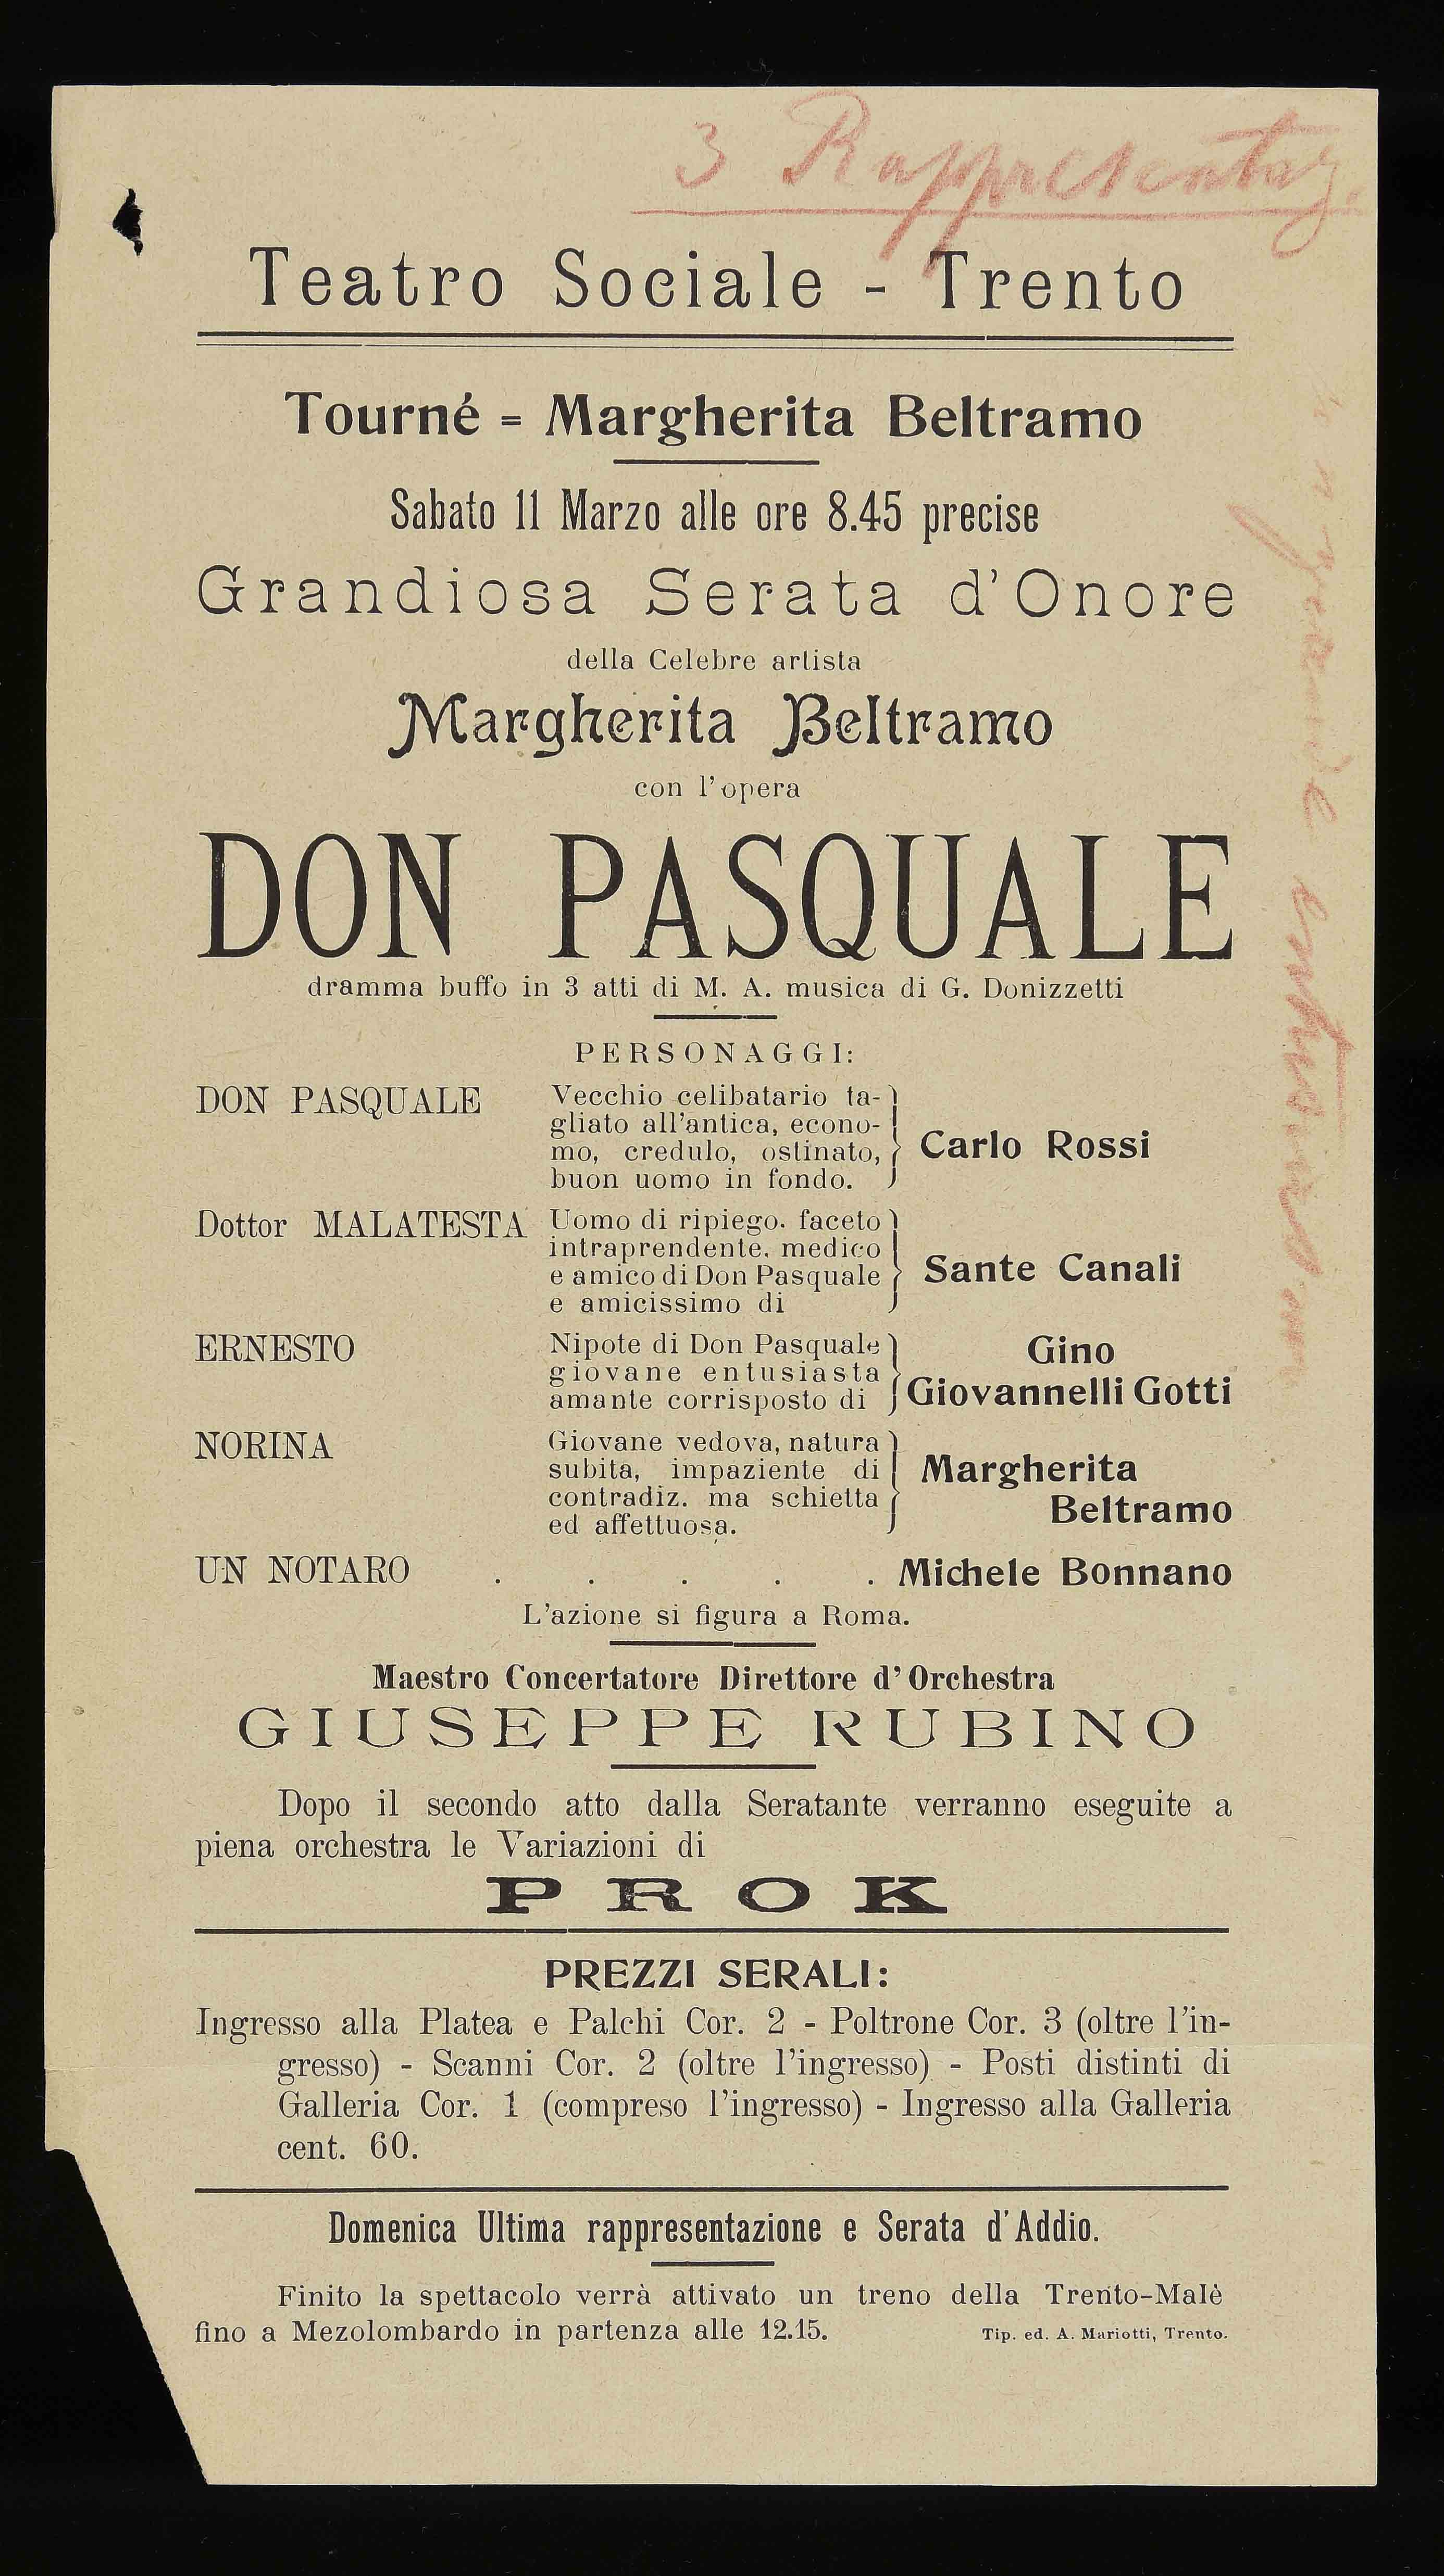 3 Rappresentaz.
Teatro Sociale - Trento
Tourné = Margherita Beltramo
Sabato 11 Marzo alle ore 8.45 precise
Grandiosa Serata d'Onore
della Celebre artista
Margherita Beltramo
con l'opera
DON PASQUALE
dramma buffo in 3 atti di M. A. musica di G. Donizzetti
PERSONAGGI:
DON PASQUALE Vecchio celibatario ta-
gliato all'antica, econo-
mo, credulo, ostinato,
buon uomo in fondo.
Carlo Rossi
Dottor MALATESTA Uomo di ripiego. faceto
intraprendente. medico
e amico di Don Pasquale
e amicissimo di
Sante Canali
ERNESTO Nipote di Don Pasquale
giovane entusiasta
amante corrisposto di
Gino
Giovannelli Gotti
NORINA Giovane vedova, natura
subita, impaziente di
contradiz. ma schietta
ed affettuosa.
Margherita
Beltramo
UN NOTARO . . . . . Michele Bonnano
L'azione si figura a Roma.
Maestro Concertatore Direttore d'Orchestra
GIUSEPPE RUBINO
Dopo il secondo atto dalla Seratante verranno eseguite a
piena orchestra le Variazioni di
PROK
PREZZI SERALI:
Ingresso alla Platea e Palchi Cor. 2 - Poltrone Cor. 3 (oltre l'in-
gresso) - Scanni Cor. 2 (oltre l'ingresso) - Posti distinti di
Galleria Cor. 1 (compreso l'ingresso) - Ingresso alla Galleria
cent. 60.
Domenica Ultima rappresentazione e Serata d'Addio.
Finito la spettacolo verrà attivato un treno della Trento-Malè
fino a Mezolombardo in partenza alle 12.15.
Tip. ed. A. Mariotti, Trento.
grande entusiasmo